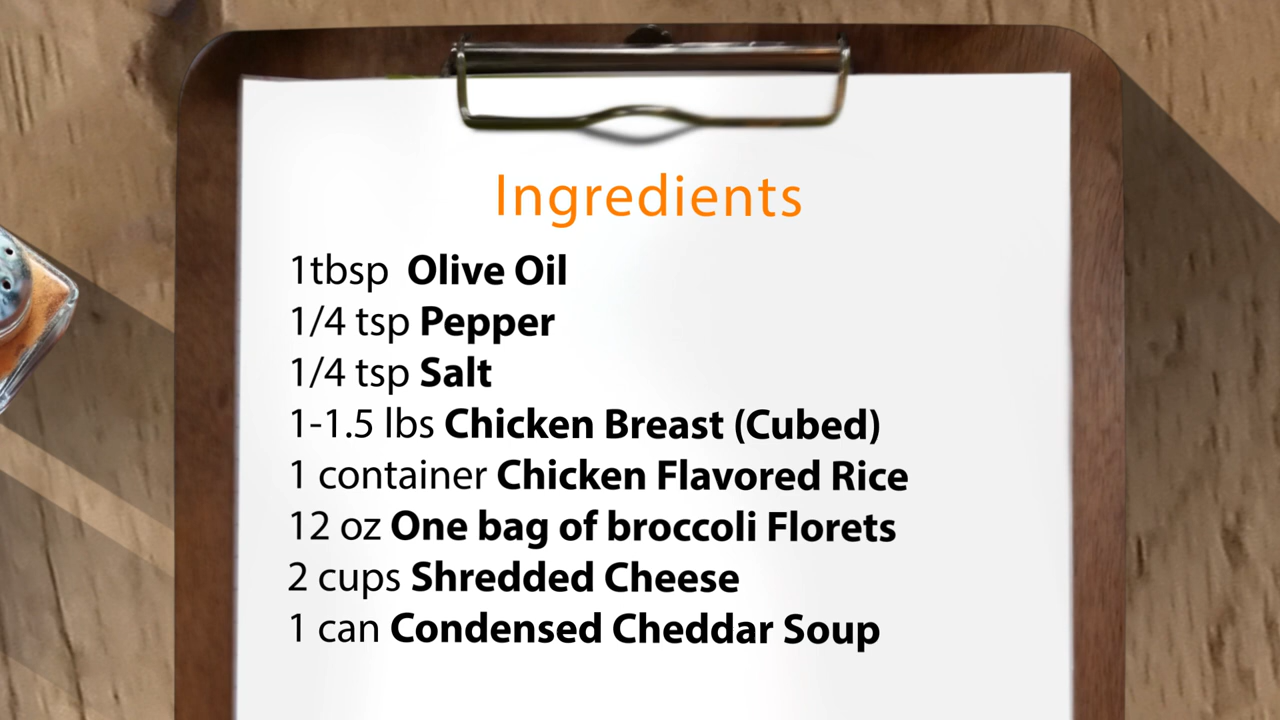 Ingredients
1tbsp Olive Oil
1/4 tsp Pepper
1/4 tsp Salt
1-1.5 lbs Chicken Breast (Cubed)
1 container Chicken Flavored Rice
12 oz One bag of broccoli Florets
2 cups Shredded Cheese
1 can Condensed Cheddar Soup